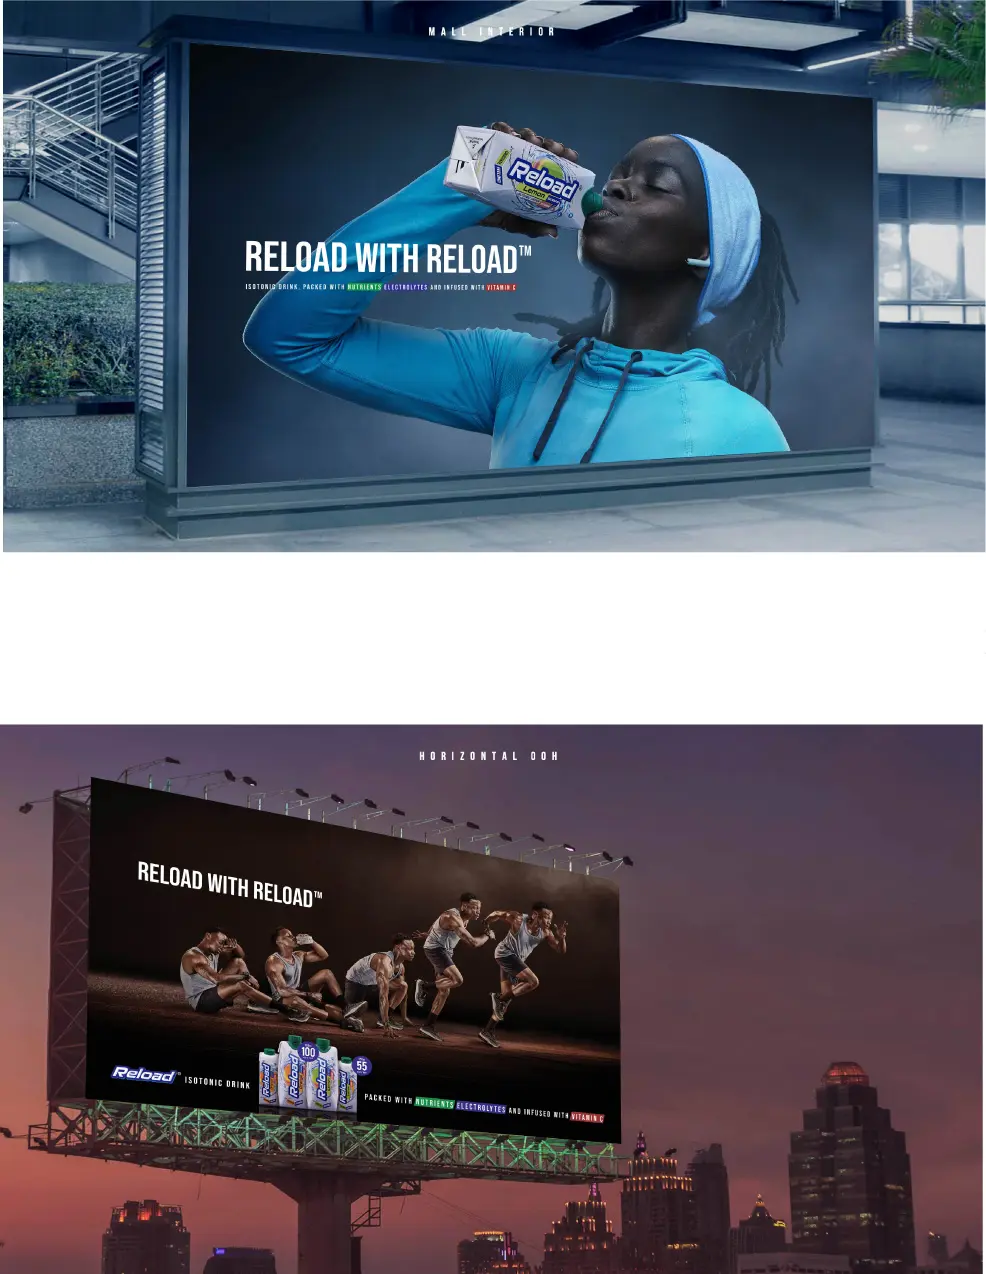 MALL INTERIOR
Reload
Lemon
RELOAD WITH RELOAD™
ISOTONIC DRINK, PACKED WITH NUTRIENTS ELECTROLYTES AND INFUSED WITH VITAMIN C
HORIZONTAL OOH
RELOAD WITH RELOAD™
100
55
Reload
Reload
Reload
Reload
Reload™ ISOTONIC DRINK
PACKED WITH NUTRIENTS ELECTROLYTES AND INFUSED WITH VITAMIN C